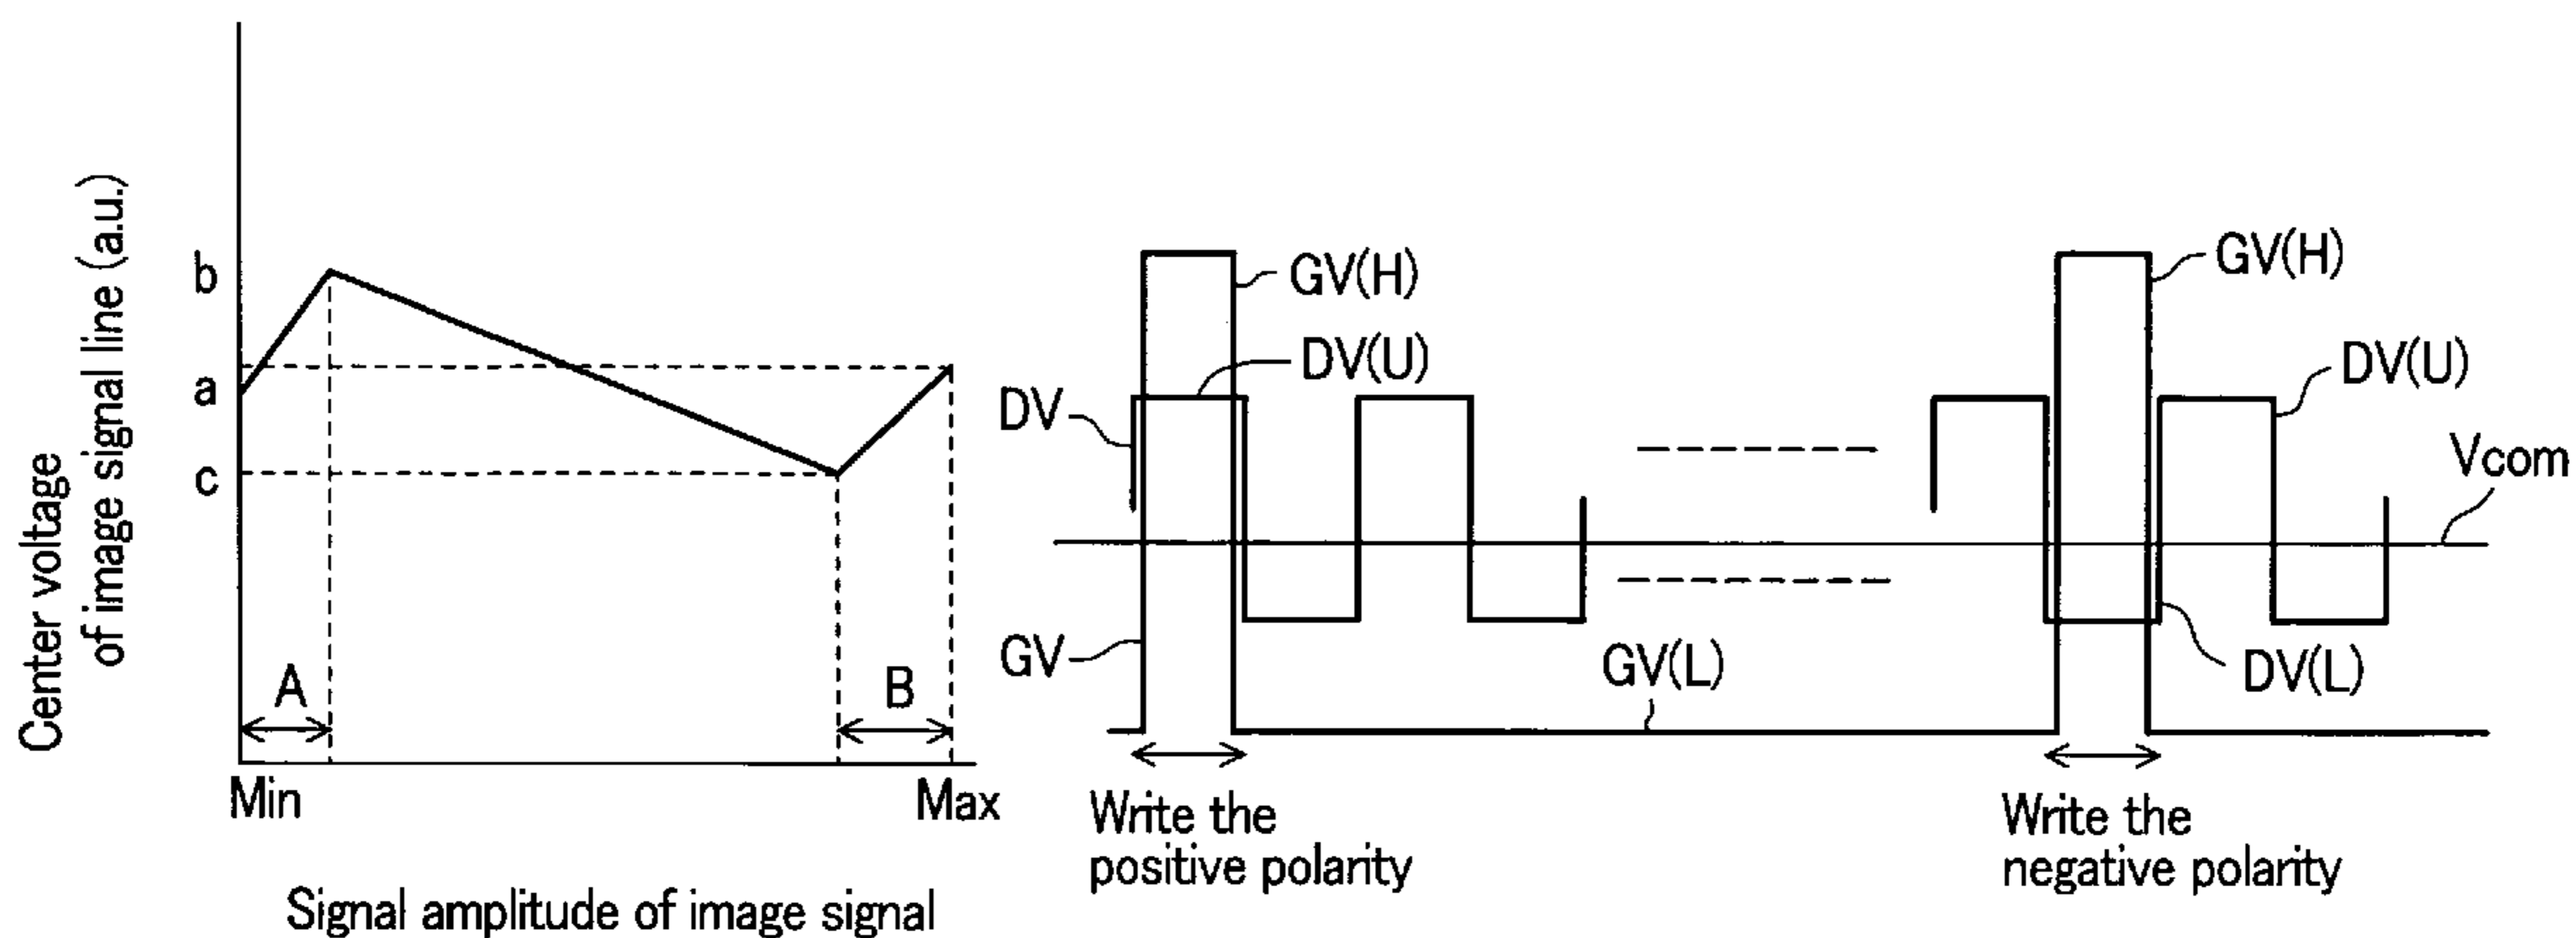 Center voltage
of image signal line (a.u.)
b
a
c
A
B
Min
Max
Signal amplitude of image signal
GV(H)
DV(U)
DV
GV
GV(L)
GV(H)
DV(U)
Vcom
DV(L)
Write the
positive polarity
Write the
negative polarity